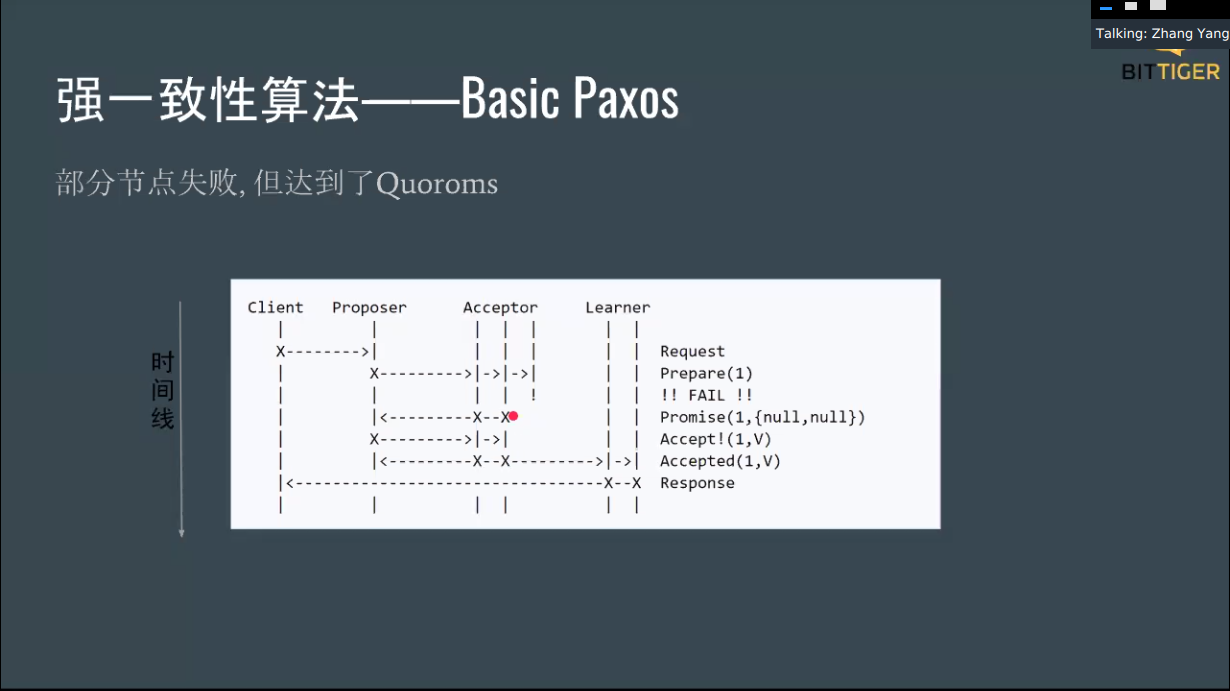 Talking: Zhang Yang
BITTIGER
强一致性算法——Basic Paxos
部分节点失败, 但达到了Quoroms
时间线
Client   Proposer      Acceptor     Learner
   |         |          |  |  |       |  |
   X-------->|          |  |  |       |  |  Request
   |         X--------->|->|->|       |  |  Prepare(1)
   |         |          |  |  !       |  |  !! FAIL !!
   |         |<---------X--X          |  |  Promise(1,{null,null})
   |         X--------->|->|          |  |  Accept!(1,V)
   |         |<---------X--X--------->|->|  Accepted(1,V)
   |<---------------------------------X--X  Response
   |         |          |  |          |  |